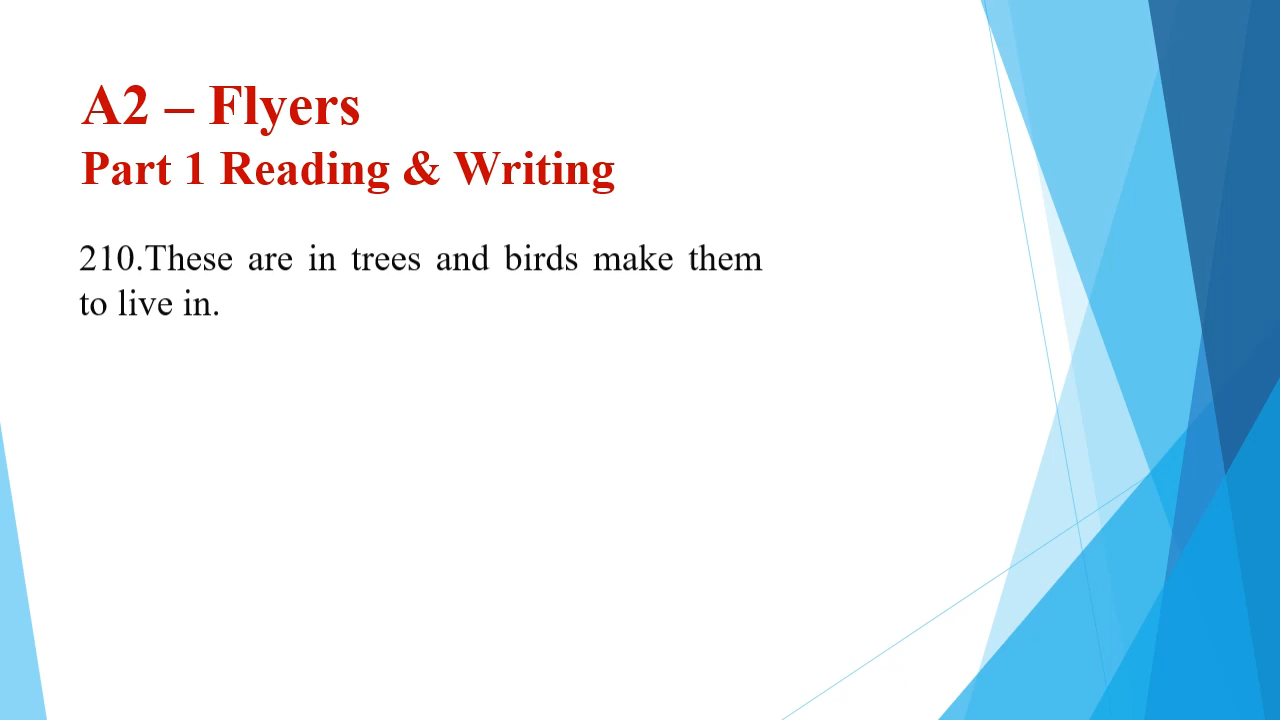 A2 – Flyers
Part 1 Reading & Writing
210.These are in trees and birds make them
to live in.